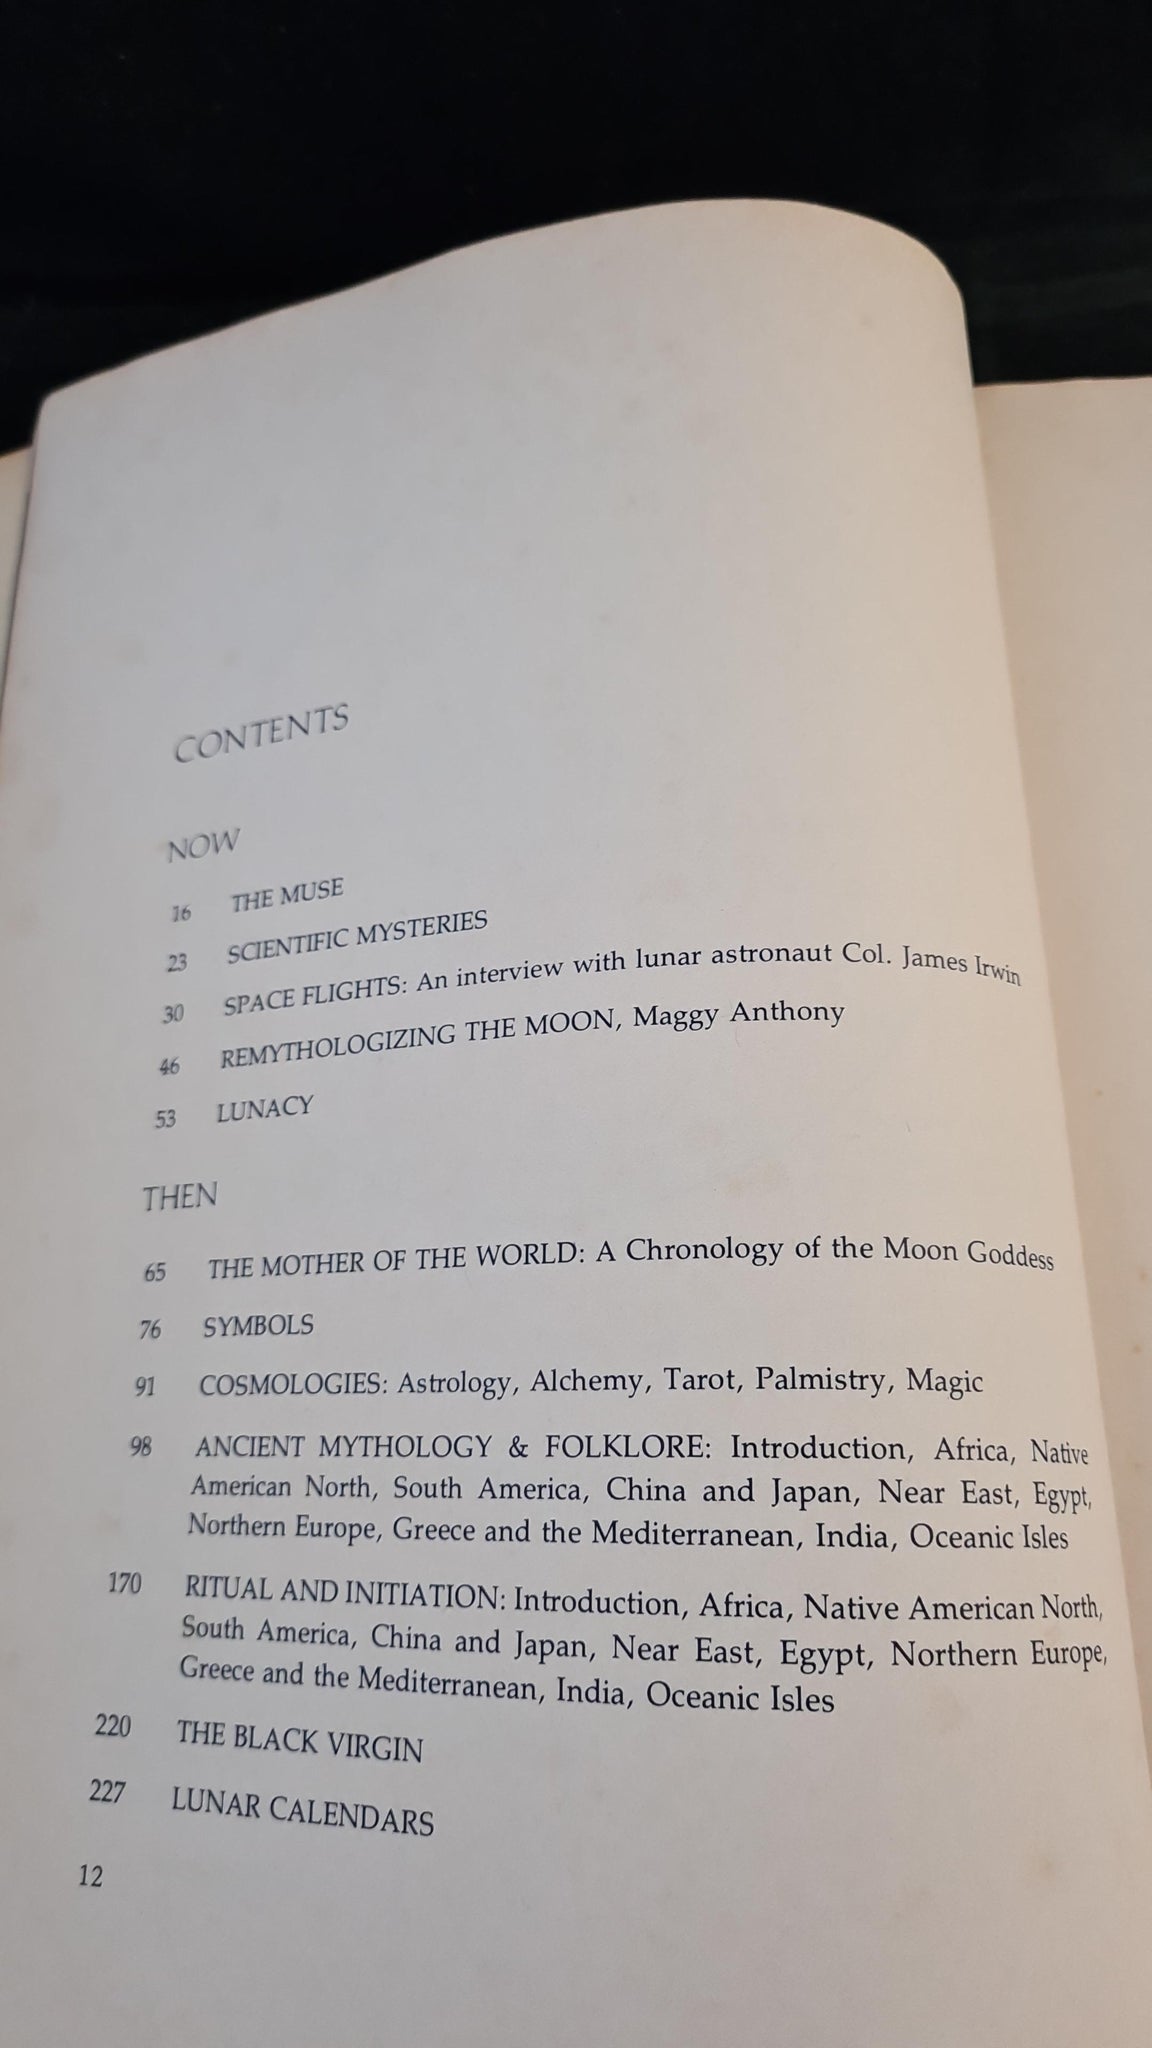 CONTENTS
NOW
16 THE MUSE
23 SCIENTIFIC MYSTERIES
30 SPACE FLIGHTS: An interview with lunar astronaut Col. James Irwin
46 REMYTHOLOGIZING THE MOON, Maggy Anthony
53 LUNACY
THEN
65 THE MOTHER OF THE WORLD: A Chronology of the Moon Goddess
76 SYMBOLS
91 COSMOLOGIES: Astrology, Alchemy, Tarot, Palmistry, Magic
98 ANCIENT MYTHOLOGY & FOLKLORE: Introduction, Africa, Native
American North, South America, China and Japan, Near East, Egypt,
Northern Europe, Greece and the Mediterranean, India, Oceanic Isles
170 RITUAL AND INITIATION: Introduction, Africa, Native American North,
South America, China and Japan, Near East, Egypt, Northern Europe,
Greece and the Mediterranean, India, Oceanic Isles
220 THE BLACK VIRGIN
227 LUNAR CALENDARS
12